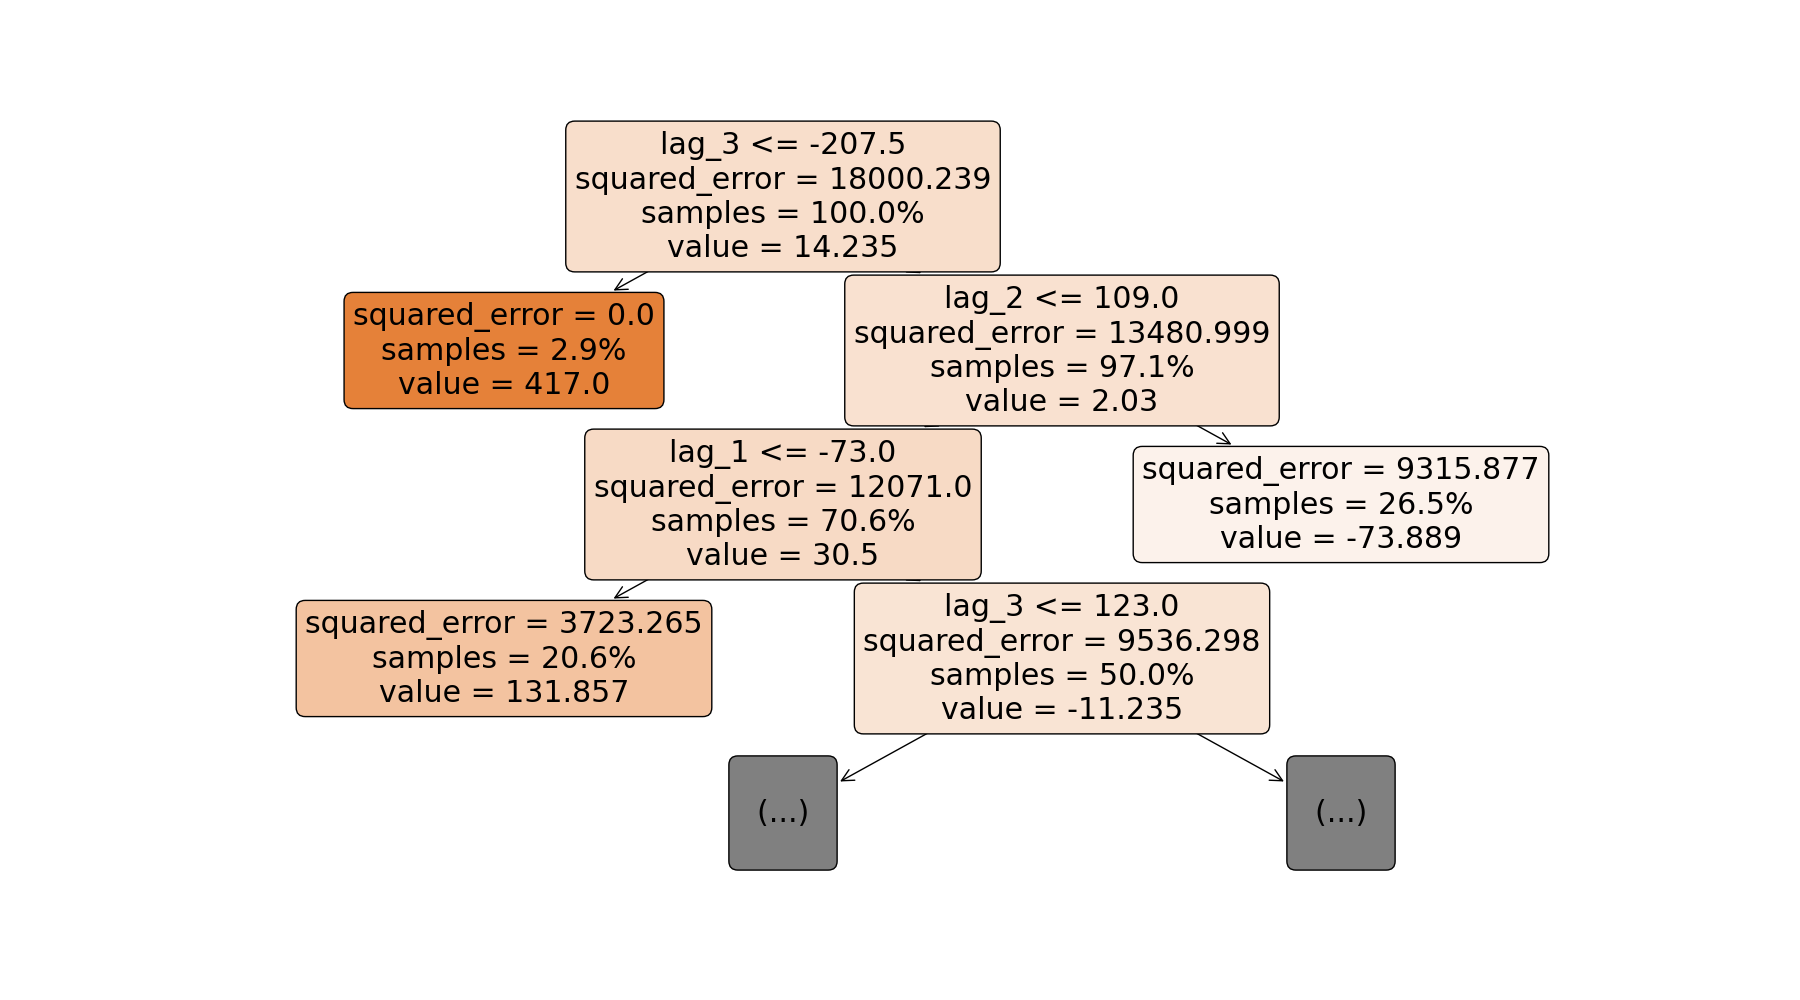 lag_3 <= -207.5
squared_error = 18000.239
samples = 100.0%
value = 14.235
squared_error = 0.0
samples = 2.9%
value = 417.0
lag_2 <= 109.0
squared_error = 13480.999
samples = 97.1%
value = 2.03
lag_1 <= -73.0
squared_error = 12071.0
samples = 70.6%
value = 30.5
squared_error = 9315.877
samples = 26.5%
value = -73.889
squared_error = 3723.265
samples = 20.6%
value = 131.857
lag_3 <= 123.0
squared_error = 9536.298
samples = 50.0%
value = -11.235
(...)
(...)